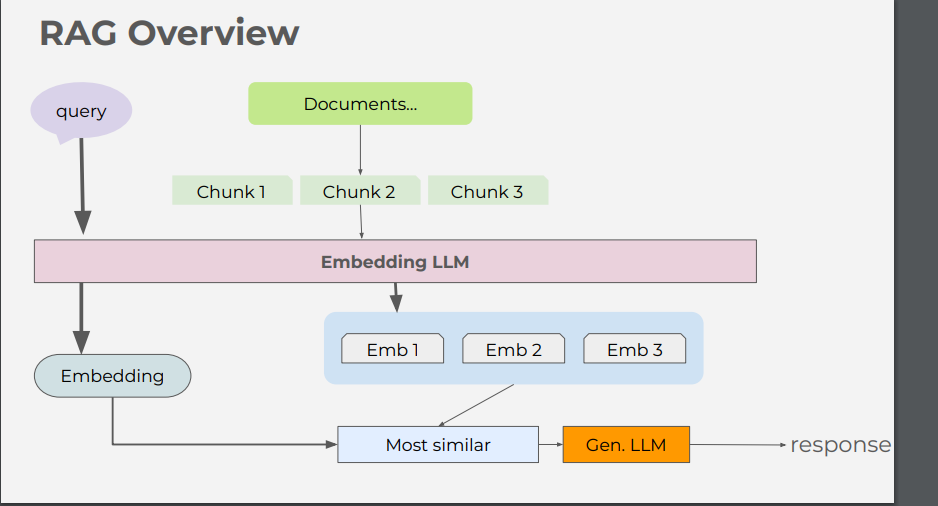 RAG Overview
query
Documents...
Chunk 1
Chunk 2
Chunk 3
Embedding LLM
Emb 1
Emb 2
Emb 3
Embedding
Most similar
Gen. LLM
response